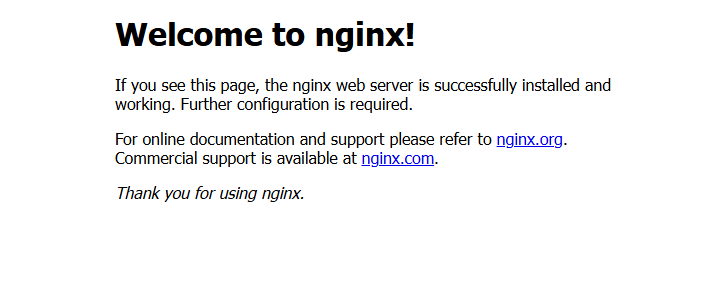 Welcome to nginx!
If you see this page, the nginx web server is successfully installed and
working. Further configuration is required.
For online documentation and support please refer to nginx.org.
Commercial support is available at nginx.com.
Thank you for using nginx.